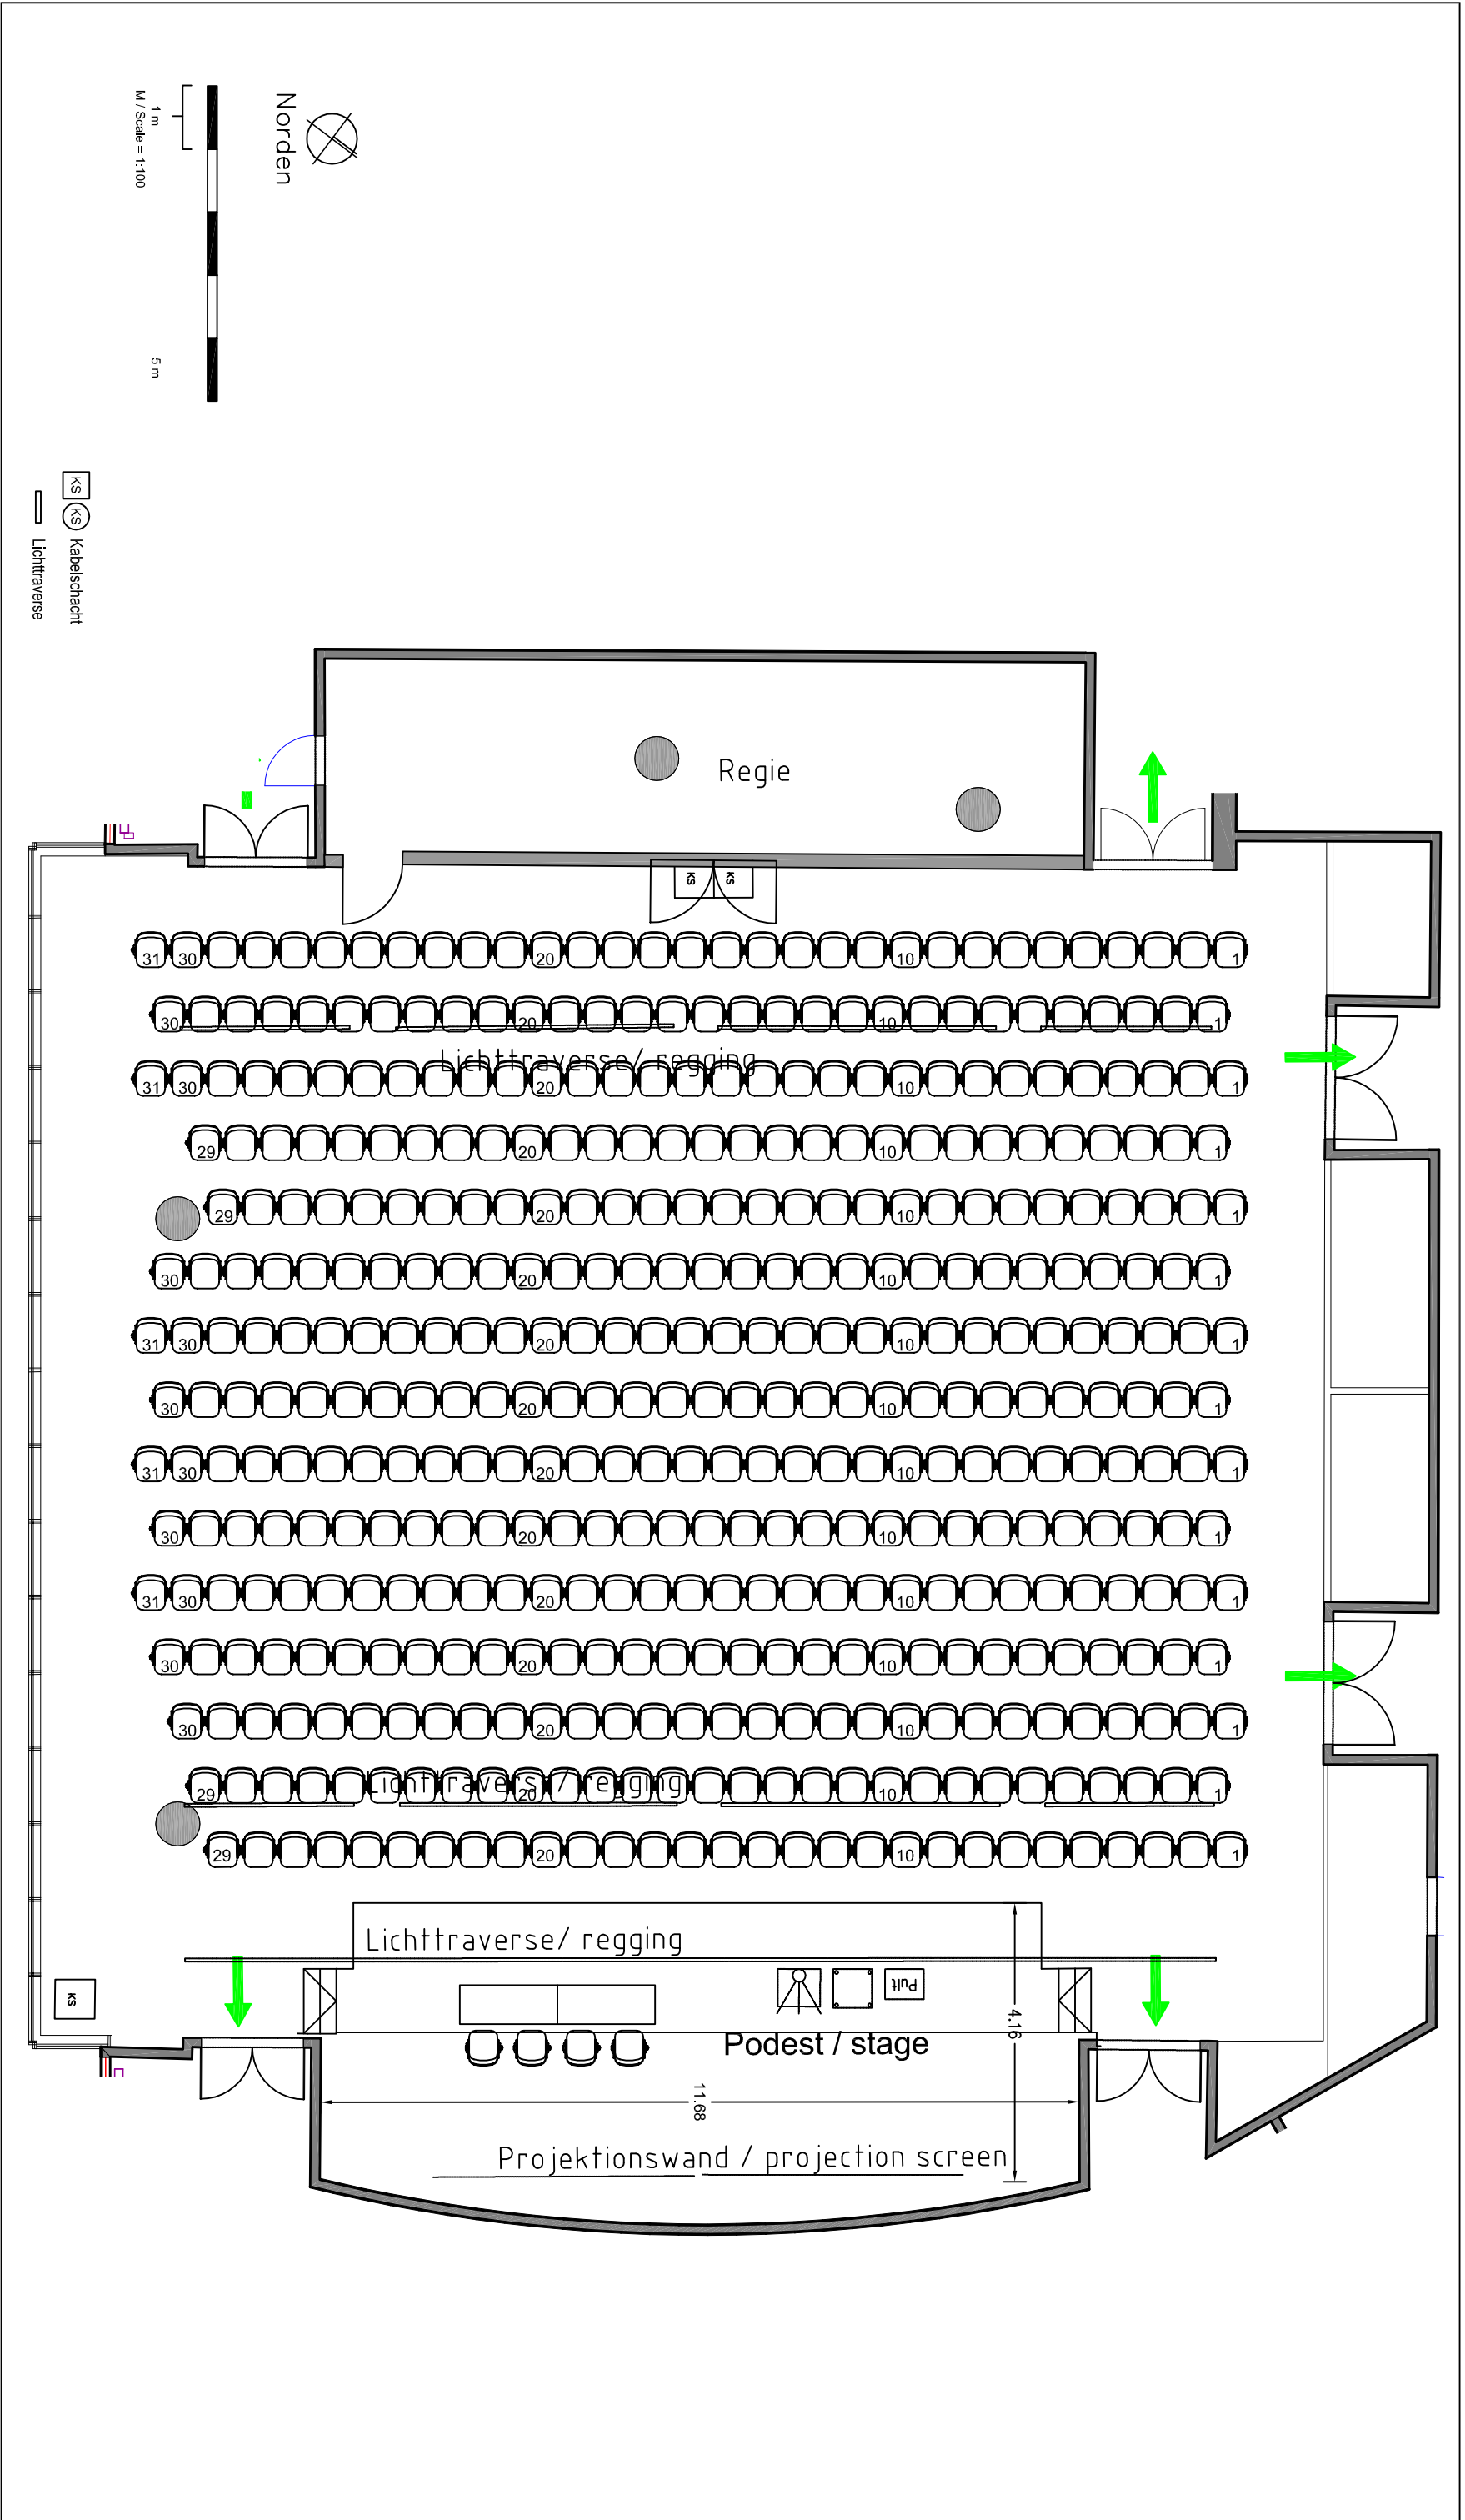 Norden
1 m
M / Scale = 1:100
5 m
KS KS Kabelschacht
Lichttraverse
Regie
KS KS
31 30 20 10 1
30 20 10 1
Lichttraverse/ regging
31 30 20 10 1
29 20 10 1
29 20 10 1
30 20 10 1
31 30 20 10 1
30 20 10 1
31 30 20 10 1
30 20 10 1
31 30 20 10 1
30 20 10 1
30 20 10 1
Lichttraverse/ regging
29 20 10 1
29 20 10 1
Lichttraverse/ regging
KS
Pult
4.16
Podest / stage
11.68
Projektionswand / projection screen